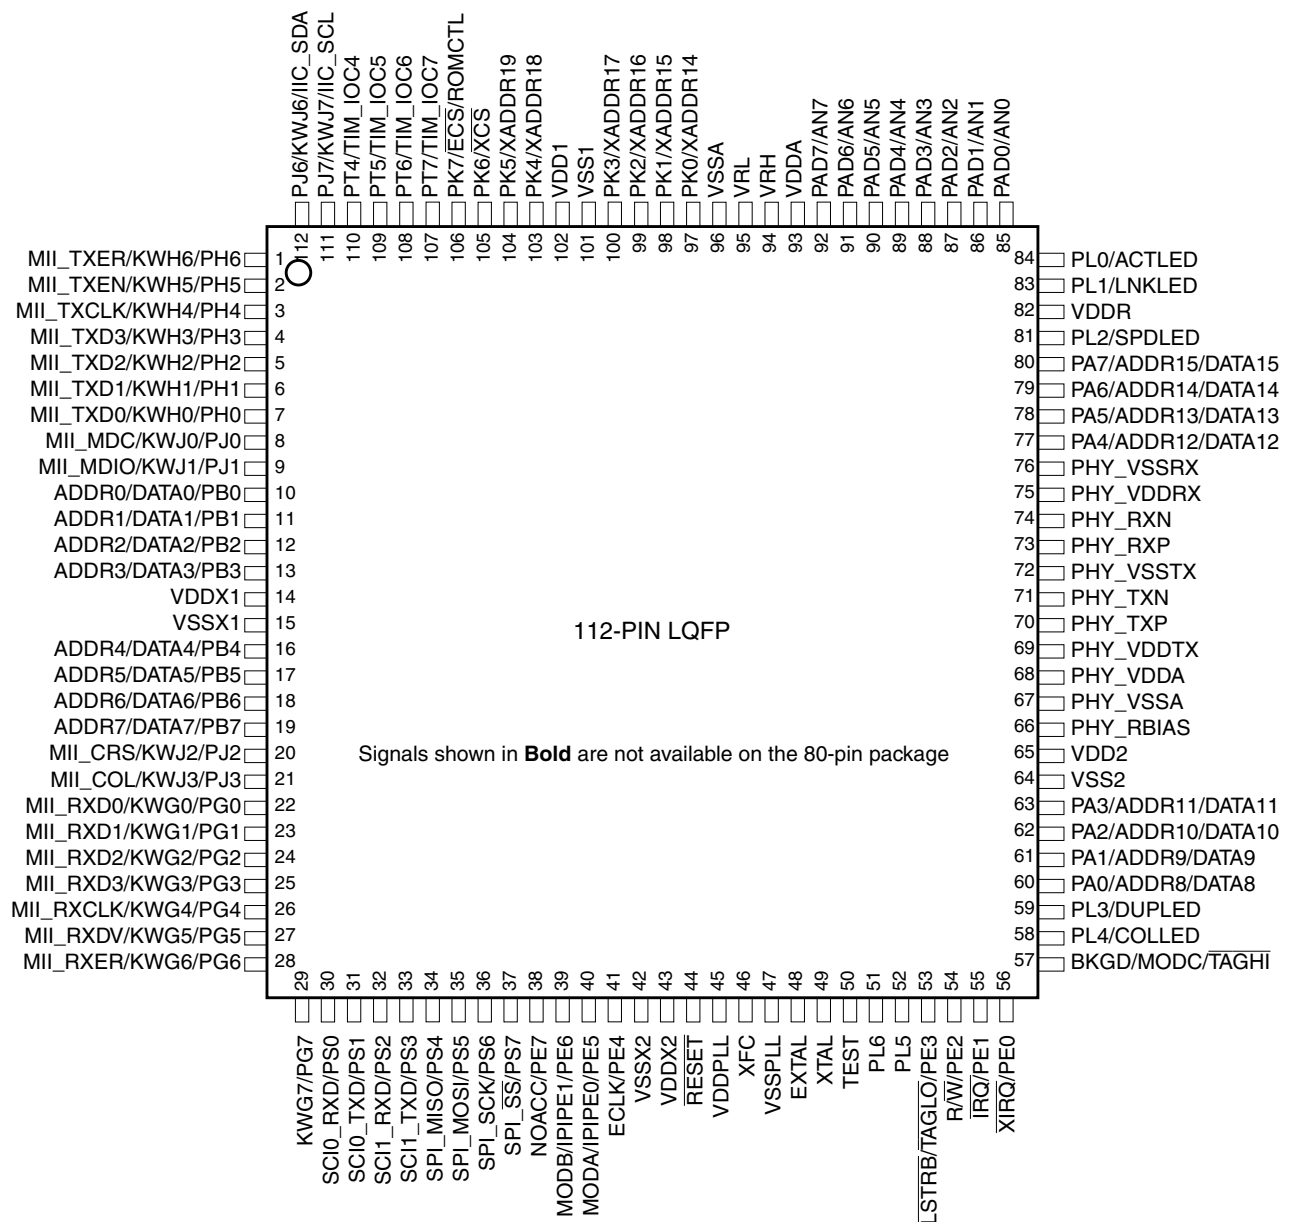 PJ6/KWJ6/IIC_SDA
PJ7/KWJ7/IIC_SCL
PT4/TIM_IOC4
PT5/TIM_IOC5
PT6/TIM_IOC6
PT7/TIM_IOC7
PK7/ECS/ROMCTL
PK6/XCS
PK5/XADDR19
PK4/XADDR18
VDD1
VSS1
PK3/XADDR17
PK2/XADDR16
PK1/XADDR15
PK0/XADDR14
VSSA
VRL
VRH
VDDA
PAD7/AN7
PAD6/AN6
PAD5/AN5
PAD4/AN4
PAD3/AN3
PAD2/AN2
PAD1/AN1
PAD0/AN0
112
111
110
109
108
107
106
105
104
103
102
101
100
99
98
97
96
95
94
93
92
91
90
89
88
87
86
85
MII_TXER/KWH6/PH6 1
MII_TXEN/KWH5/PH5 2
MII_TXCLK/KWH4/PH4 3
MII_TXD3/KWH3/PH3 4
MII_TXD2/KWH2/PH2 5
MII_TXD1/KWH1/PH1 6
MII_TXD0/KWH0/PH0 7
MII_MDC/KWJ0/PJ0 8
MII_MDIO/KWJ1/PJ1 9
ADDR0/DATA0/PB0 10
ADDR1/DATA1/PB1 11
ADDR2/DATA2/PB2 12
ADDR3/DATA3/PB3 13
VDDX1 14
VSSX1 15
ADDR4/DATA4/PB4 16
ADDR5/DATA5/PB5 17
ADDR6/DATA6/PB6 18
ADDR7/DATA7/PB7 19
MII_CRS/KWJ2/PJ2 20
MII_COL/KWJ3/PJ3 21
MII_RXD0/KWG0/PG0 22
MII_RXD1/KWG1/PG1 23
MII_RXD2/KWG2/PG2 24
MII_RXD3/KWG3/PG3 25
MII_RXCLK/KWG4/PG4 26
MII_RXDV/KWG5/PG5 27
MII_RXER/KWG6/PG6 28
112-PIN LQFP
Signals shown in Bold are not available on the 80-pin package
84 PL0/ACTLED
83 PL1/LNKLED
82 VDDR
81 PL2/SPDLED
80 PA7/ADDR15/DATA15
79 PA6/ADDR14/DATA14
78 PA5/ADDR13/DATA13
77 PA4/ADDR12/DATA12
76 PHY_VSSRX
75 PHY_VDDRX
74 PHY_RXN
73 PHY_RXP
72 PHY_VSSTX
71 PHY_TXN
70 PHY_TXP
69 PHY_VDDTX
68 PHY_VDDA
67 PHY_VSSA
66 PHY_RBIAS
65 VDD2
64 VSS2
63 PA3/ADDR11/DATA11
62 PA2/ADDR10/DATA10
61 PA1/ADDR9/DATA9
60 PA0/ADDR8/DATA8
59 PL3/DUPLED
58 PL4/COLLED
57 BKGD/MODC/TAGHI
29
30
31
32
33
34
35
36
37
38
39
40
41
42
43
44
45
46
47
48
49
50
51
52
53
54
55
56
KWG7/PG7
SCI0_RXD/PS0
SCI0_TXD/PS1
SCI1_RXD/PS2
SCI1_TXD/PS3
SPI_MISO/PS4
SPI_MOSI/PS5
SPI_SCK/PS6
SPI_SS/PS7
NOACC/PE7
MODB/IPIPE1/PE6
MODA/IPIPE0/PE5
ECLK/PE4
VSSX2
VDDX2
RESET
VDDPLL
XFC
VSSPLL
EXTAL
XTAL
TEST
PL6
PL5
LSTRB/TAGLO/PE3
R/W/PE2
IRQ/PE1
XIRQ/PE0